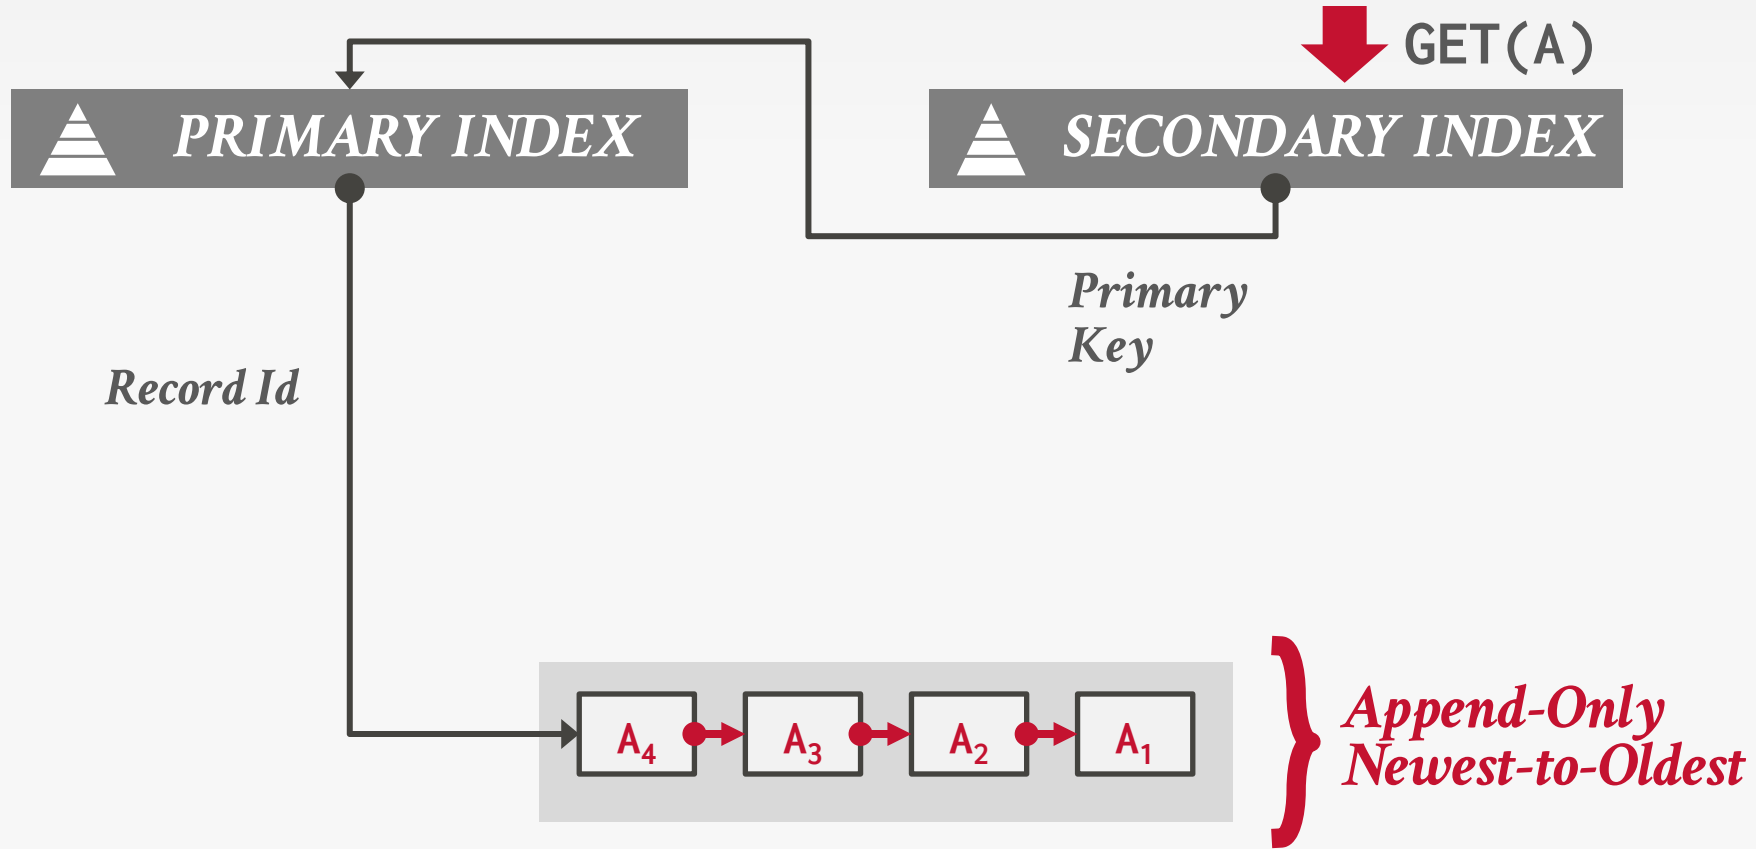 GET(A)
PRIMARY INDEX
SECONDARY INDEX
Primary
Key
Record Id
A4
A3
A2
A1
Append-Only
Newest-to-Oldest